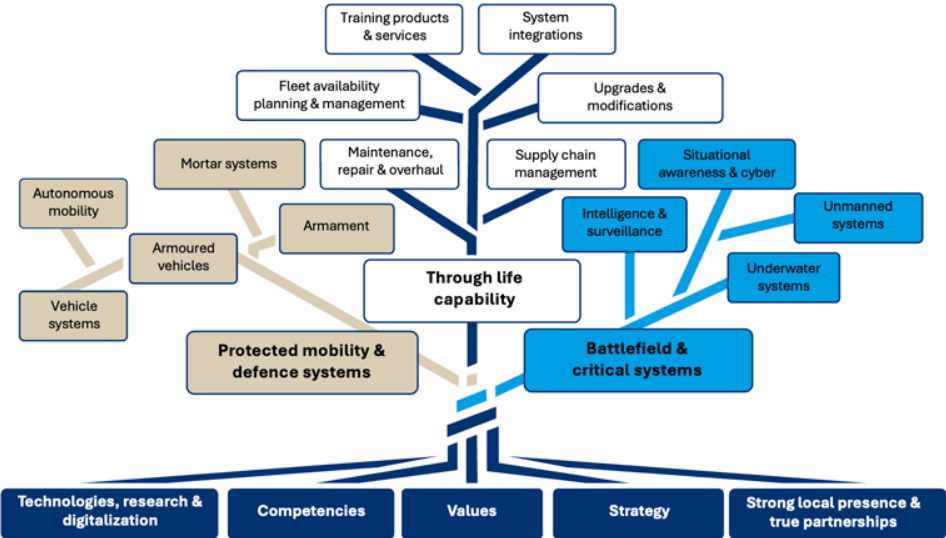 Training products
& services
System
integrations
Fleet availability
planning & management
Upgrades &
modifications
Mortar systems
Maintenance,
repair & overhaul
Supply chain
management
Situational
awareness & cyber
Autonomous
mobility
Armament
Intelligence &
surveillance
Unmanned
systems
Armoured
vehicles
Underwater
systems
Vehicle
systems
Through life
capability
Protected mobility &
defence systems
Battlefield &
critical systems
Technologies, research &
digitalization
Competencies
Values
Strategy
Strong local presence &
true partnerships